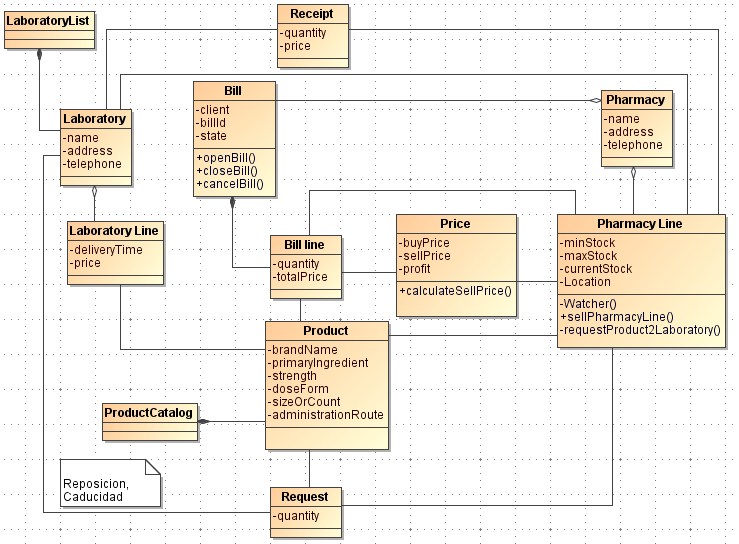 LaboratoryList
Receipt
-quantity
-price
Bill
-client
-billId
-state
+openBill()
+closeBill()
+cancelBill()
Pharmacy
-name
-address
-telephone
Laboratory
-name
-address
-telephone
Laboratory Line
-deliveryTime
-price
Bill line
-quantity
-totalPrice
Price
-buyPrice
-sellPrice
-profit
+calculateSellPrice()
Pharmacy Line
-minStock
-maxStock
-currentStock
-Location
-Watcher()
+sellPharmacyLine()
-requestProduct2Laboratory()
Product
-brandName
-primaryIngredient
-strength
-doseForm
-sizeOrCount
-administrationRoute
ProductCatalog
Reposicion,
Caducidad
Request
-quantity